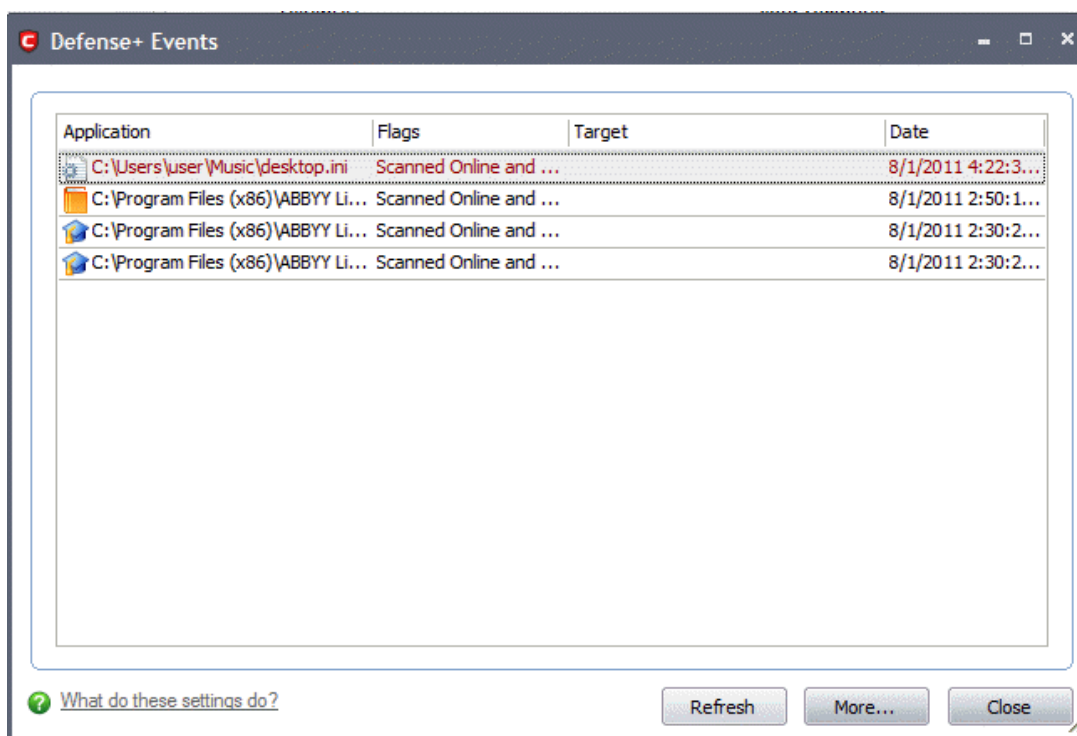 Defense+ Events
Application Flags Target Date
C:\Users\user\Music\desktop.ini Scanned Online and ... 8/1/2011 4:22:3...
C:\Program Files (x86)\ABBYY Li... Scanned Online and ... 8/1/2011 2:50:1...
C:\Program Files (x86)\ABBYY Li... Scanned Online and ... 8/1/2011 2:30:2...
C:\Program Files (x86)\ABBYY Li... Scanned Online and ... 8/1/2011 2:30:2...
What do these settings do?
Refresh More... Close